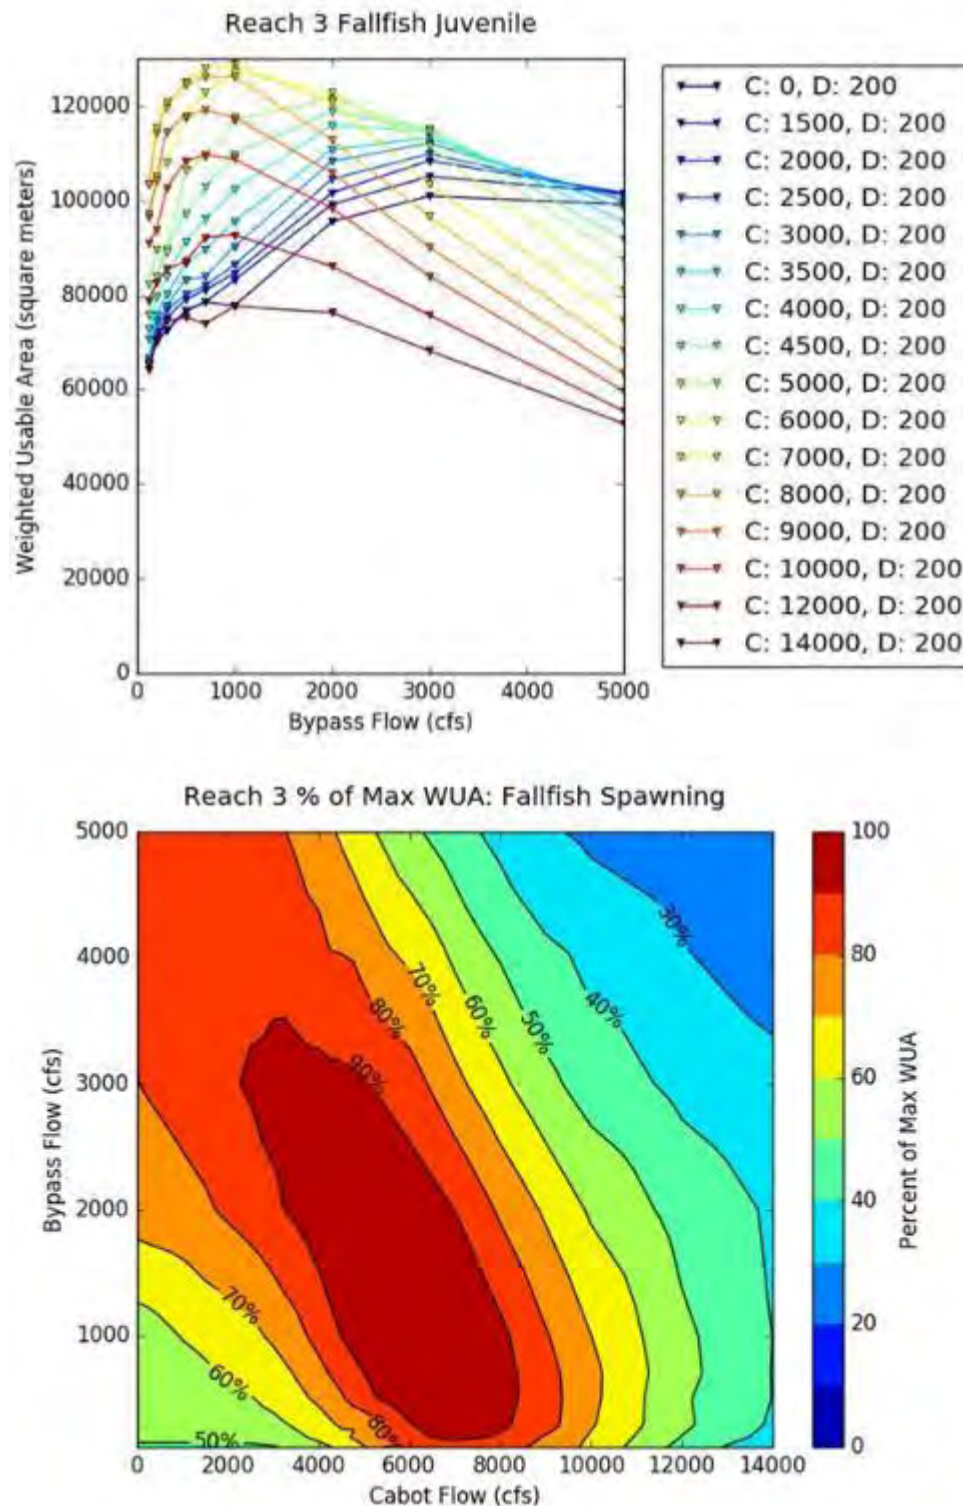 Reach 3 Fallfish Juvenile
Weighted Usable Area (square meters)
120000
100000
80000
60000
40000
20000
0
0 1000 2000 3000 4000 5000
Bypass Flow (cfs)
C: 0, D: 200
C: 1500, D: 200
C: 2000, D: 200
C: 2500, D: 200
C: 3000, D: 200
C: 3500, D: 200
C: 4000, D: 200
C: 4500, D: 200
C: 5000, D: 200
C: 6000, D: 200
C: 7000, D: 200
C: 8000, D: 200
C: 9000, D: 200
C: 10000, D: 200
C: 12000, D: 200
C: 14000, D: 200
Reach 3 % of Max WUA: Fallfish Spawning
Bypass Flow (cfs)
5000
4000
3000
2000
1000
30%
40%
50%
60%
70%
80%
90%
70%
60%
80%
50%
0 2000 4000 6000 8000 10000 12000 14000
Cabot Flow (cfs)
100
80
60
40
20
0
Percent of Max WUA